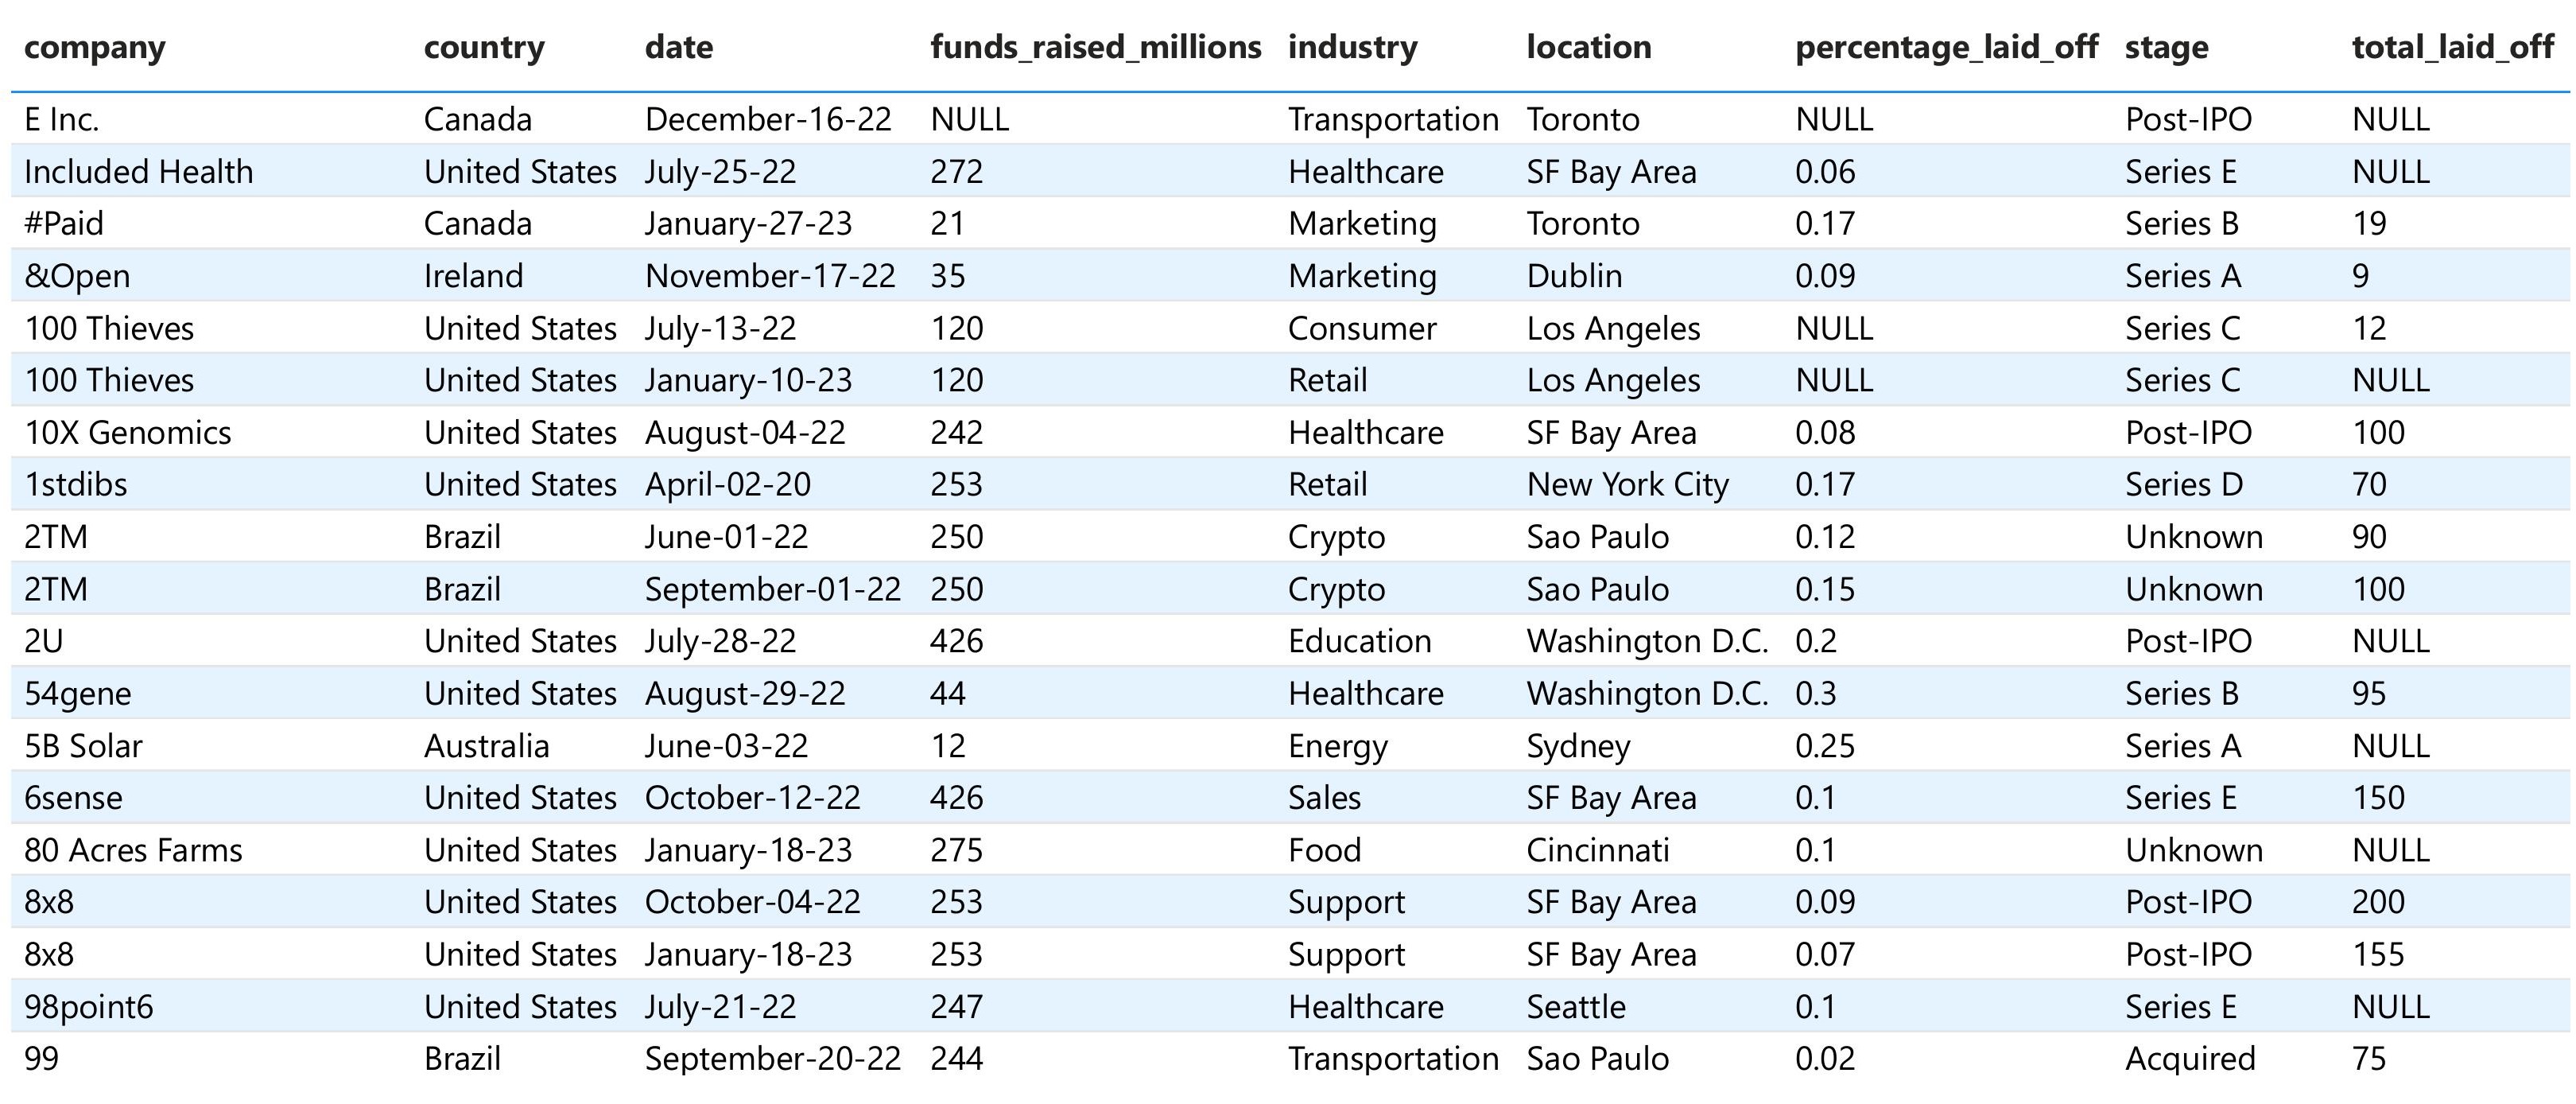 company country date funds_raised_millions industry location percentage_laid_off stage total_laid_off
E Inc. Canada December-16-22 NULL Transportation Toronto NULL Post-IPO NULL
Included Health United States July-25-22 272 Healthcare SF Bay Area 0.06 Series E NULL
#Paid Canada January-27-23 21 Marketing Toronto 0.17 Series B 19
&Open Ireland November-17-22 35 Marketing Dublin 0.09 Series A 9
100 Thieves United States July-13-22 120 Consumer Los Angeles NULL Series C 12
100 Thieves United States January-10-23 120 Retail Los Angeles NULL Series C NULL
10X Genomics United States August-04-22 242 Healthcare SF Bay Area 0.08 Post-IPO 100
1stdibs United States April-02-20 253 Retail New York City 0.17 Series D 70
2TM Brazil June-01-22 250 Crypto Sao Paulo 0.12 Unknown 90
2TM Brazil September-01-22 250 Crypto Sao Paulo 0.15 Unknown 100
2U United States July-28-22 426 Education Washington D.C. 0.2 Post-IPO NULL
54gene United States August-29-22 44 Healthcare Washington D.C. 0.3 Series B 95
5B Solar Australia June-03-22 12 Energy Sydney 0.25 Series A NULL
6sense United States October-12-22 426 Sales SF Bay Area 0.1 Series E 150
80 Acres Farms United States January-18-23 275 Food Cincinnati 0.1 Unknown NULL
8x8 United States October-04-22 253 Support SF Bay Area 0.09 Post-IPO 200
8x8 United States January-18-23 253 Support SF Bay Area 0.07 Post-IPO 155
98point6 United States July-21-22 247 Healthcare Seattle 0.1 Series E NULL
99 Brazil September-20-22 244 Transportation Sao Paulo 0.02 Acquired 75